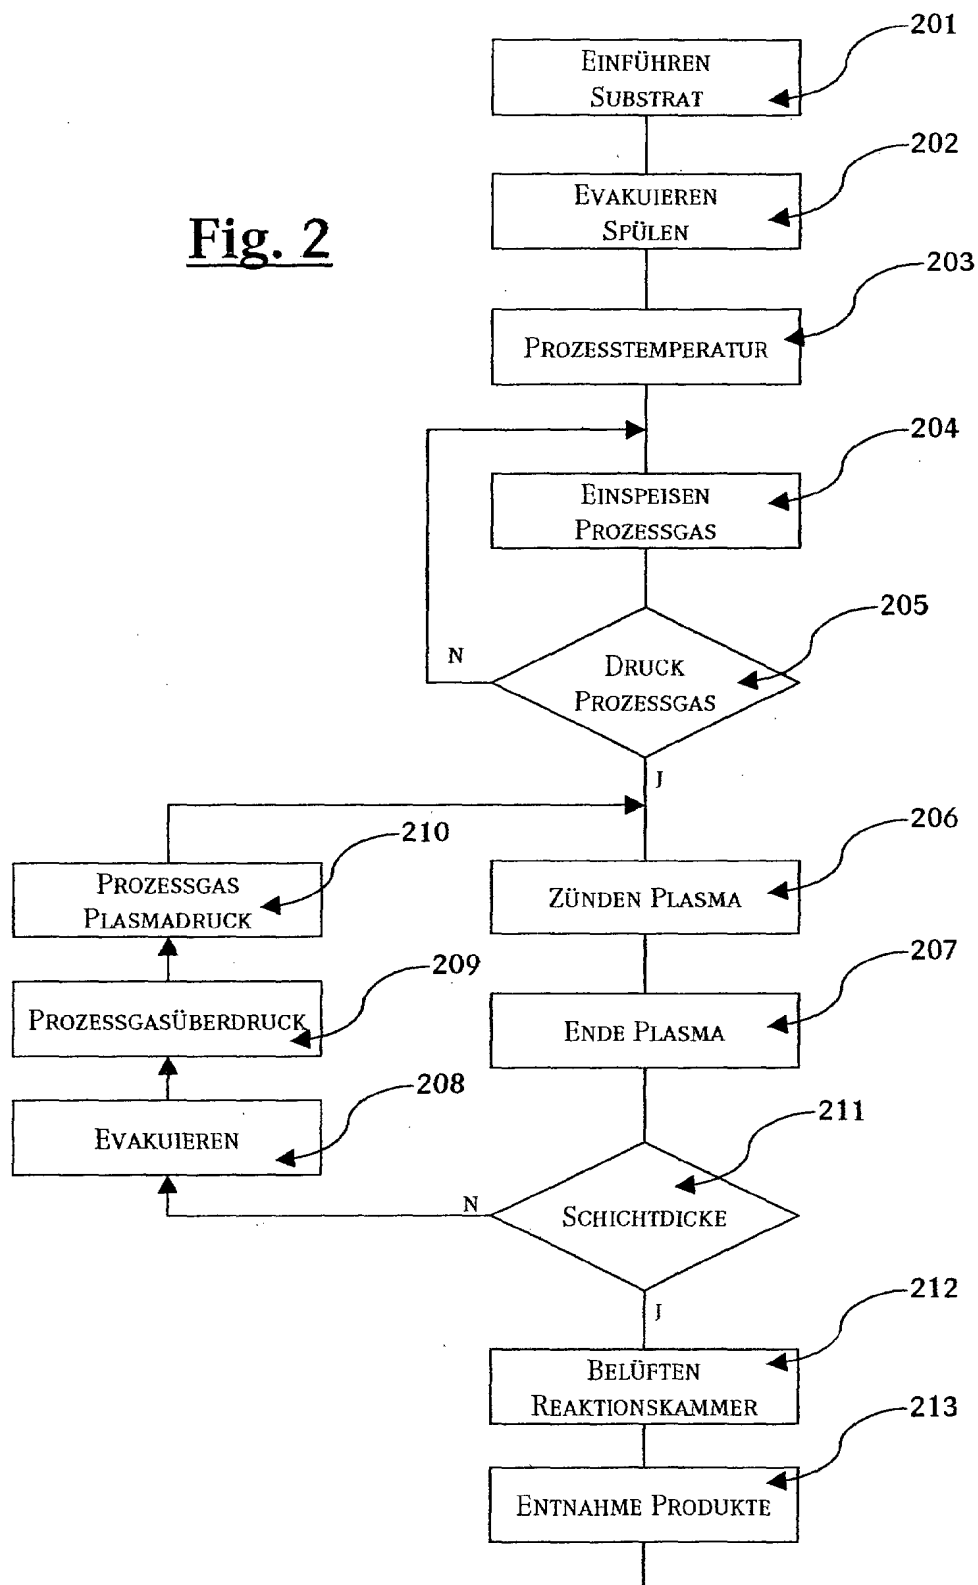 201
EINFÜHREN
SUBSTRAT
202
EVAKUIEREN
SPÜLEN
Fig. 2
203
PROZESSTEMPERATUR
204
EINSPEISEN
PROZESSGAS
205
N
DRUCK
PROZESSGAS
J
206
210
PROZESSGAS
PLASMADRUCK
ZÜNDEN PLASMA
207
209
PROZESSGASÜBERDRUCK
ENDE PLASMA
208
211
EVAKUIEREN
N
SCHICHTDICKE
J
212
BELÜFTEN
REAKTIONSKAMMER
213
ENTNAHME PRODUKTE